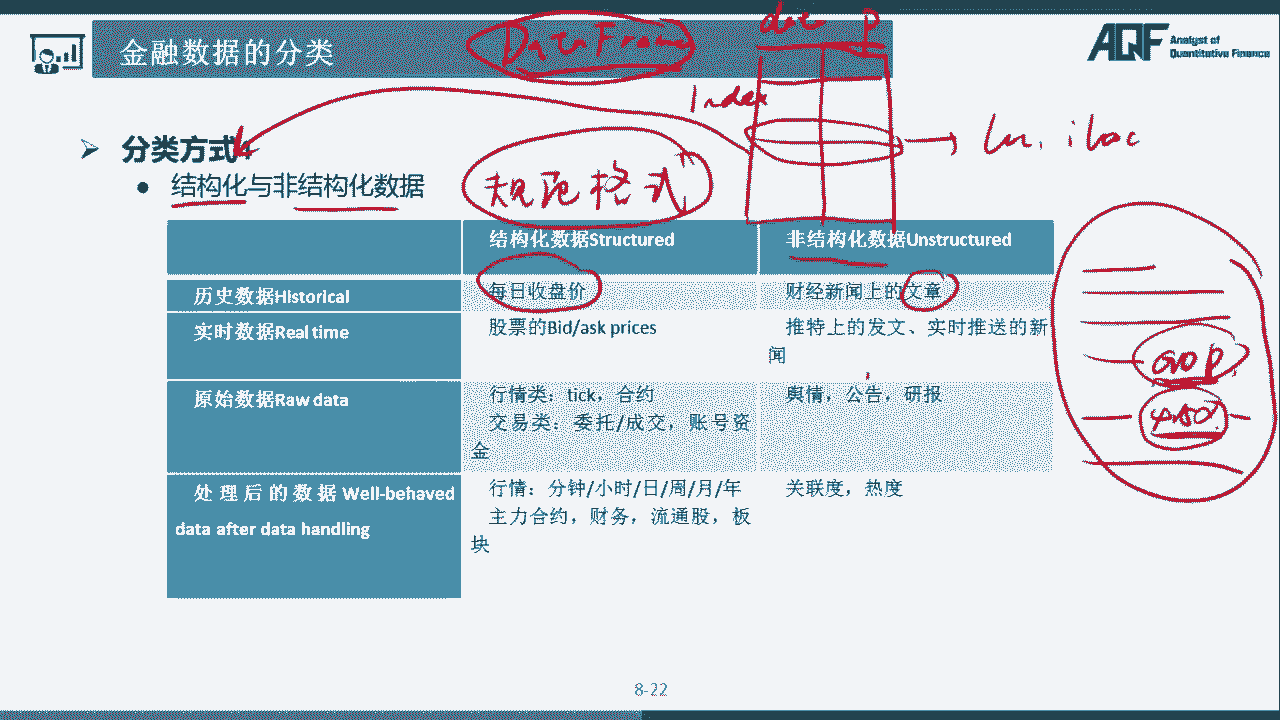 金融数据的分类
DataFrame
date P
AQF Analyst of
Quantitative Finance
Index
分类方式
loc, iloc
结构化与非结构化数据
规范格式
结构化数据Structured
非结构化数据Unstructured
历史数据Historical
每日收盘价
财经新闻上的文章
实时数据Real time
股票的Bid/ask prices
推特上的发文、实时推送的新
闻
GDP
原始数据Raw data
行情类：tick，合约
交易类：委托/成交，账号资
金
舆情，公告，研报
处理后的数据 Well-behaved
data after data handling
行情：分钟/小时/日/周/月/年
主力合约，财务，流通股，板
块
关联度，热度
8-22